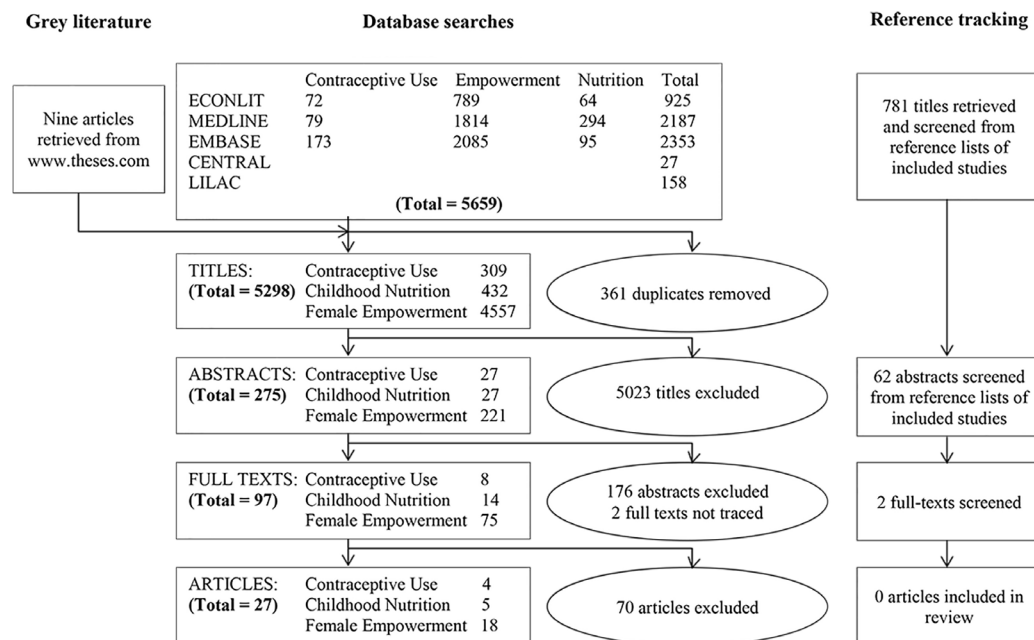 Grey literature
Database searches
Reference tracking
Nine articles
retrieved from
www.theses.com
Contraceptive Use Empowerment Nutrition Total
ECONLIT 72 789 64 925
MEDLINE 79 1814 294 2187
EMBASE 173 2085 95 2353
CENTRAL 27
LILAC 158
(Total = 5659)
781 titles retrieved
and screened from
reference lists of
included studies
TITLES: Contraceptive Use 309
(Total = 5298) Childhood Nutrition 432
Female Empowerment 4557
361 duplicates removed
ABSTRACTS: Contraceptive Use 27
(Total = 275) Childhood Nutrition 27
Female Empowerment 221
5023 titles excluded
62 abstracts screened
from reference lists of
included studies
FULL TEXTS: Contraceptive Use 8
(Total = 97) Childhood Nutrition 14
Female Empowerment 75
176 abstracts excluded
2 full texts not traced
2 full-texts screened
ARTICLES: Contraceptive Use 4
(Total = 27) Childhood Nutrition 5
Female Empowerment 18
70 articles excluded
0 articles included in
review